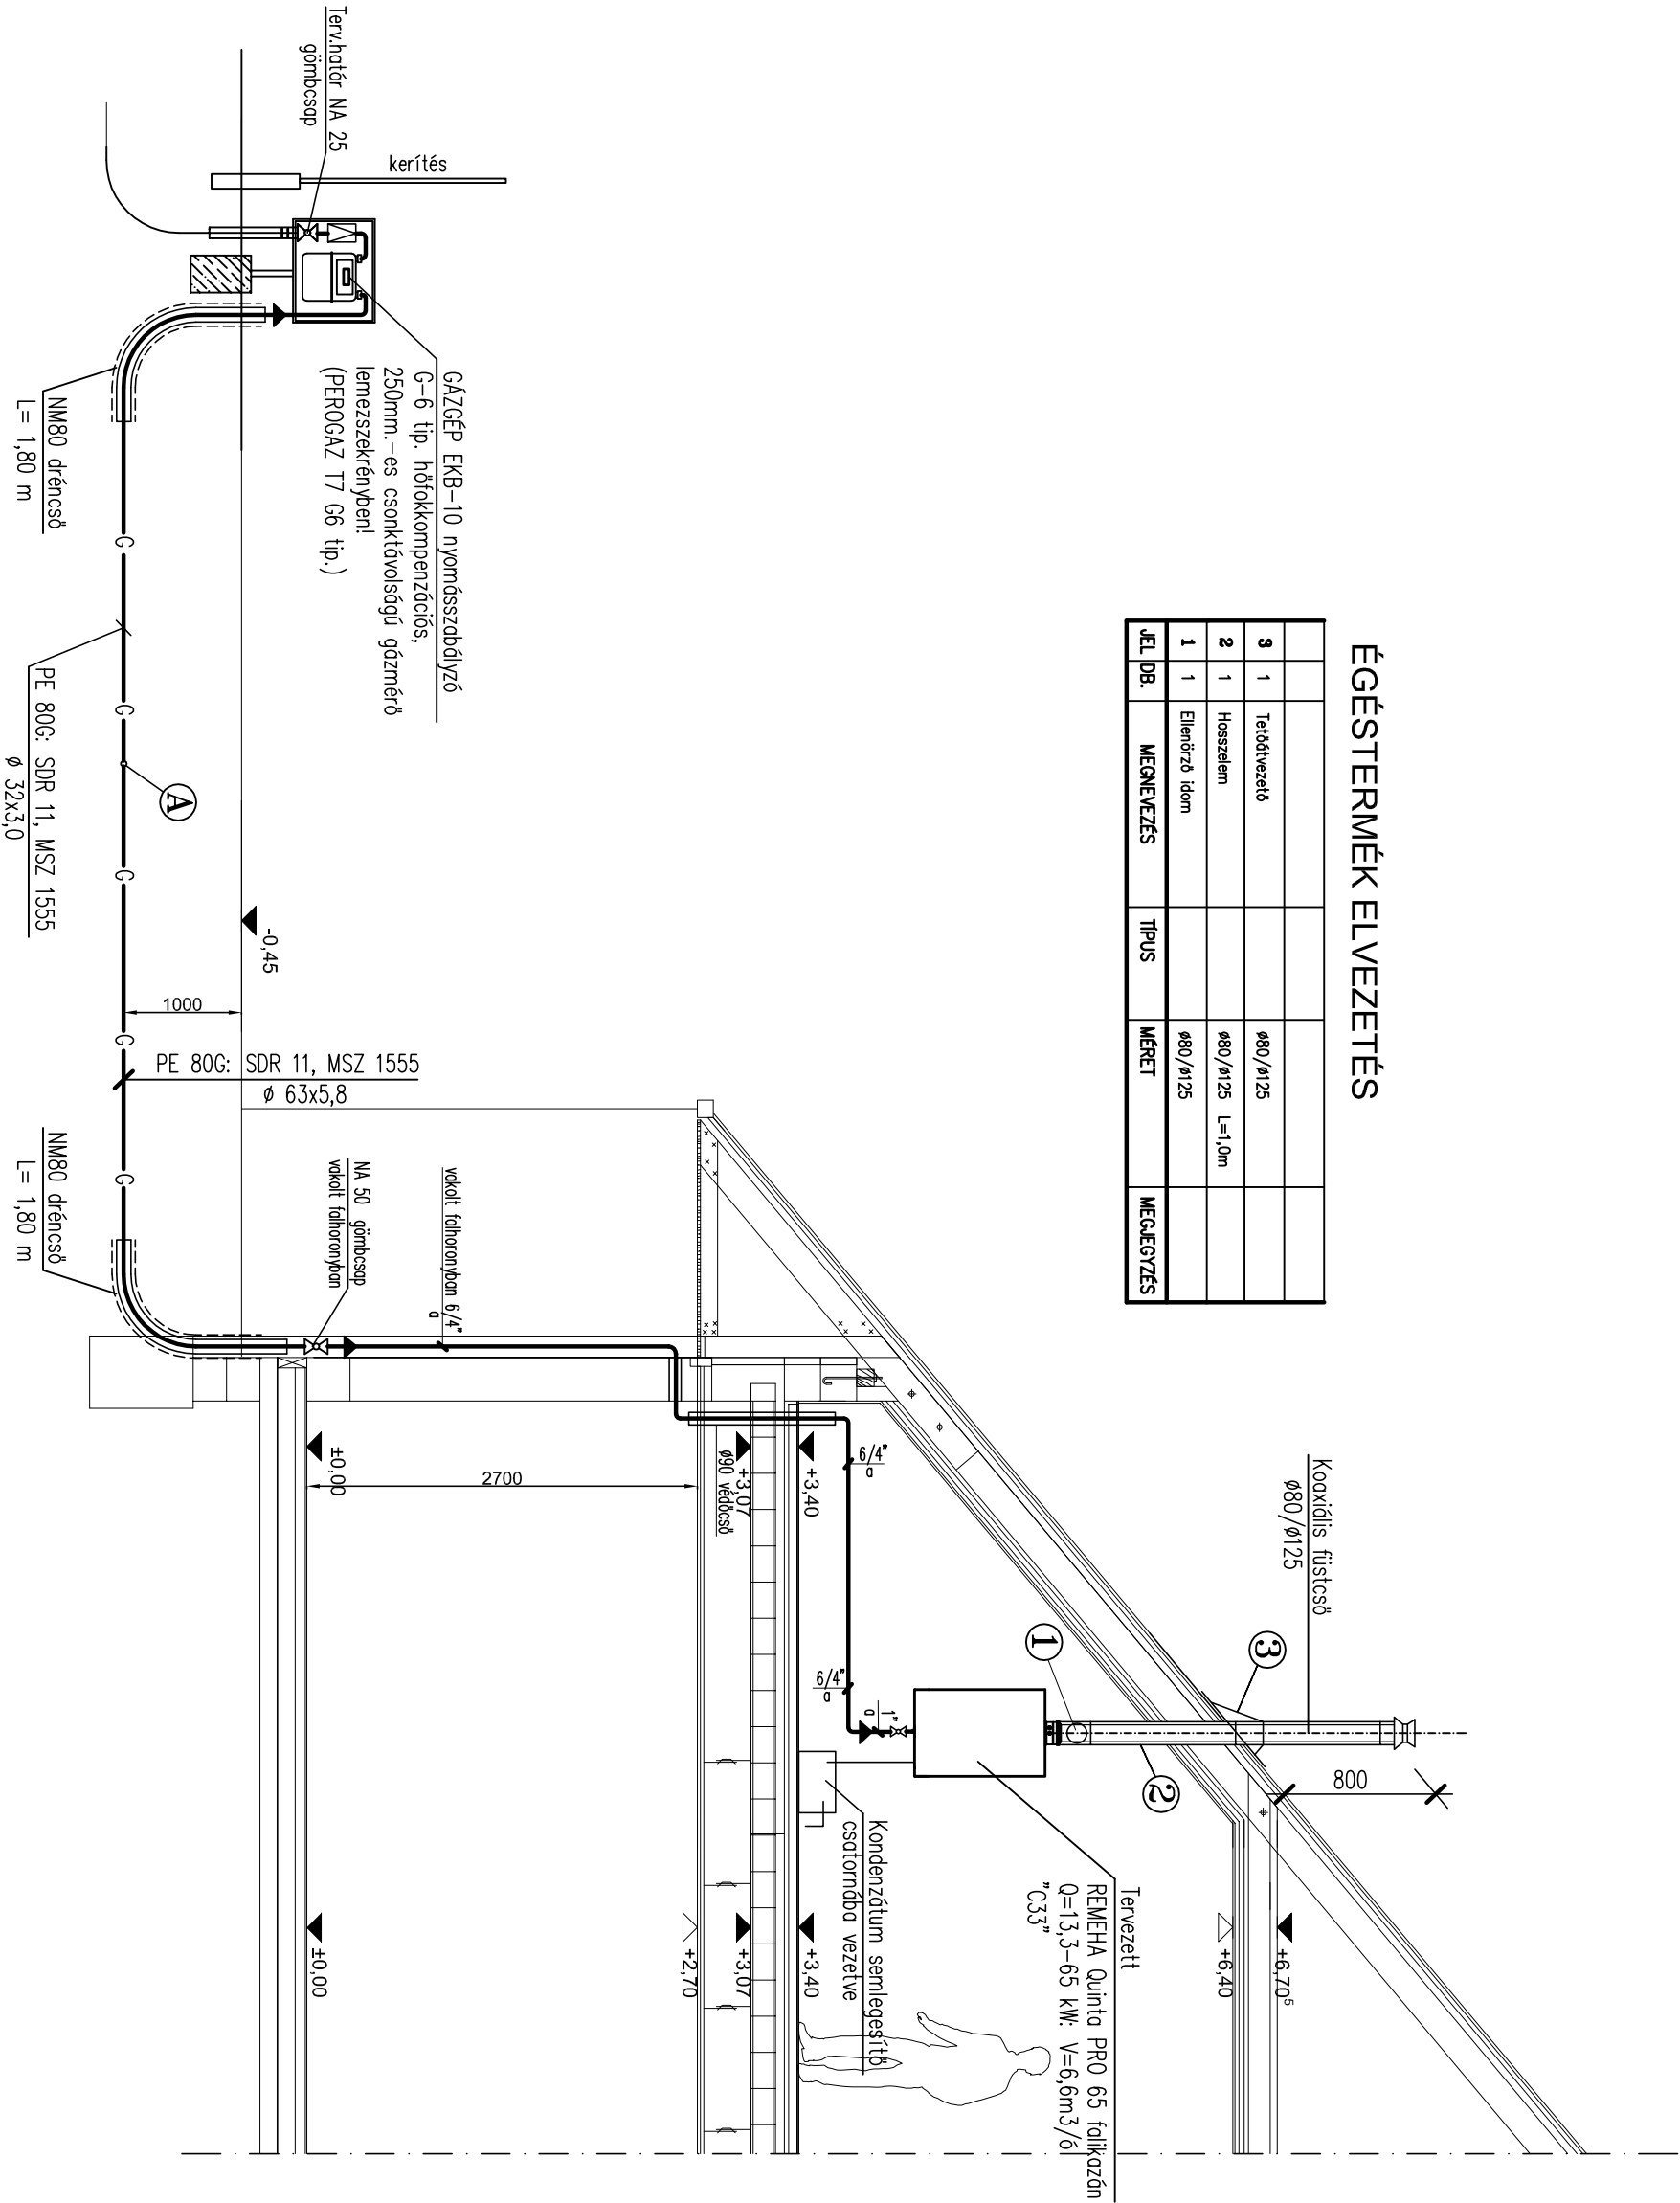 ÉGÉSTERMÉK ELVEZETÉS
3 1 Tetőátvezető ø80/ø125
2 1 Hosszelem ø80/ø125 L=1,0m
1 1 Ellenörző idom ø80/ø125
JEL DB. MEGNEVEZÉS TÍPUS MÉRET MEGJEGYZÉS
Koaxiális füstcső
ø80/ø125
3
1
2
800
+6,70⁵
+6,40
Tervezett
REMEHA Quinta PRO 65 falikazán
Q=13,3-65 kW: V=6,6m3/ó
"C33"
Kondenzátum semlegesítő
csatornába vezetve
6/4"
a
6/4"
a
1"
a
+3,40
+3,07
ø90 védőcső
+3,40
+3,07
+2,70
2700
±0,00
±0,00
vakolt falhoronyban 6/4"
a
NA 50 gömbcsap
vakolt falhoronyban
kerítés
Terv.határ NA 25
gömbcsap
GÁZGÉP EKB-10 nyomásszabályzó
G-6 tip. hőfokkompenzációs,
250mm.-es csonktávolságú gázmérő
lemezszekrényben!
(PEROGAZ T7 G6 tip.)
-0,45
1000
PE 80G: SDR 11, MSZ 1555
ø 63x5,8
A
G
G
G
G
G
NM80 dréncső
L= 1,80 m
PE 80G: SDR 11, MSZ 1555
ø 32x3,0
NM80 dréncső
L= 1,80 m